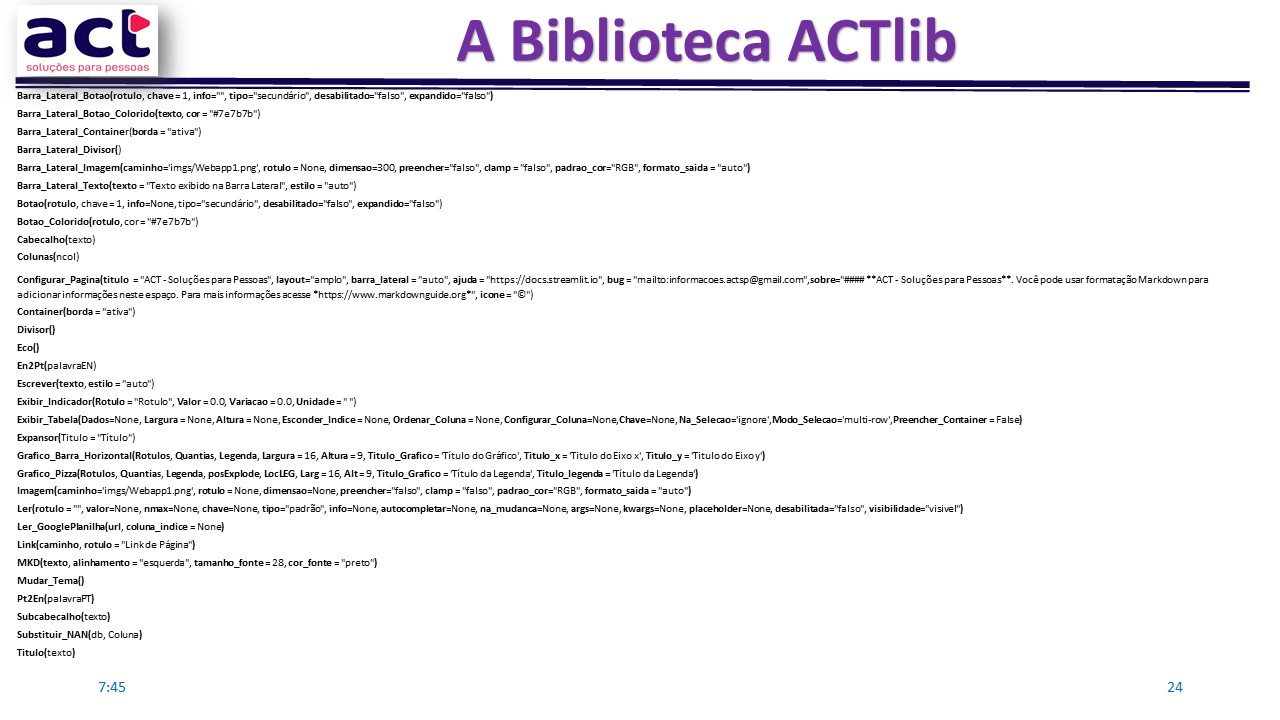 act
soluções para pessoas
A Biblioteca ACTlib
Barra_Lateral_Botao(rotulo, chave = 1, info="", tipo="secundário", desabilitado="falso", expandido="falso")
Barra_Lateral_Botao_Colorido(texto, cor = "#7e7b7b")
Barra_Lateral_Container(borda = "ativa")
Barra_Lateral_Divisor()
Barra_Lateral_Imagem(caminho='imgs/Webapp1.png', rotulo = None, dimensao=300, preencher="falso", clamp = "falso", padrao_cor="RGB", formato_saida = "auto")
Barra_Lateral_Texto(texto = "Texto exibido na Barra Lateral", estilo = "auto")
Botao(rotulo, chave = 1, info=None, tipo="secundário", desabilitado="falso", expandido="falso")
Botao_Colorido(rotulo, cor = "#7e7b7b")
Cabecalho(texto)
Colunas(ncol)
Configurar_Pagina(titulo = "ACT - Soluções para Pessoas", layout="amplo", barra_lateral = "auto", ajuda = "https://docs.streamlit.io", bug = "mailto:informacoes.actsp@gmail.com",sobre="#### **ACT - Soluções para Pessoas**. Você pode usar formatação Markdown para
adicionar informações neste espaço. Para mais informações acesse *https://www.markdownguide.org*", icone = "©")
Container(borda = "ativa")
Divisor()
Eco()
En2Pt(palavraEN)
Escrever(texto, estilo = "auto")
Exibir_Indicador(Rotulo = "Rotulo", Valor = 0.0, Variacao = 0.0, Unidade = " ")
Exibir_Tabela(Dados=None, Largura = None, Altura = None, Esconder_Indice = None, Ordenar_Coluna = None, Configurar_Coluna=None,Chave=None, Na_Selecao='ignore',Modo_Selecao='multi-row',Preencher_Container = False)
Expansor(Titulo = "Título")
Grafico_Barra_Horizontal(Rotulos, Quantias, Legenda, Largura = 16, Altura = 9, Titulo_Grafico = 'Título do Gráfico', Titulo_x = 'Titulo do Eixo x', Titulo_y = 'Titulo do Eixo y')
Grafico_Pizza(Rotulos, Quantias, Legenda, posExplode, LocLEG, Larg = 16, Alt = 9, Titulo_Grafico = 'Título da Legenda', Titulo_legenda = 'Título da Legenda')
Imagem(caminho='imgs/Webapp1.png', rotulo = None, dimensao=None, preencher="falso", clamp = "falso", padrao_cor="RGB", formato_saida = "auto")
Ler(rotulo = "", valor=None, nmax=None, chave=None, tipo="padrão", info=None, autocompletar=None, na_mudanca=None, args=None, kwargs=None, placeholder=None, desabilitada="falso", visibilidade="visivel")
Ler_GooglePlanilha(url, coluna_indice = None)
Link(caminho, rotulo = "Link de Página")
MKD(texto, alinhamento = "esquerda", tamanho_fonte = 28, cor_fonte = "preto")
Mudar_Tema()
Pt2En(palavraPT)
Subcabecalho(texto)
Substituir_NAN(db, Coluna)
Titulo(texto)
7:45
24